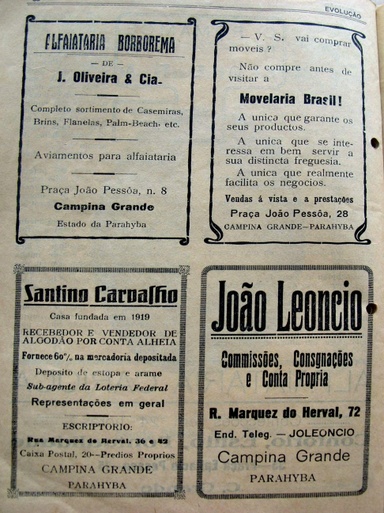 EVOLUÇÃO
ALFAIATARIA BORBOREMA
— DE —
J. Oliveira & Cia-
Completo sortimento de Casemiras,
Brins, Flanelas, Palm-Beach, etc.
Aviamentos para alfaiataria
Praça João Pessôa, n. 8
Campina Grande
Estado da Parahyba
— V. S. vai comprar
moveis ?
Não compre antes de
visitar a
Movelaria Brasil!
A unica que garante os
seus productos.
A unica que se inte-
ressa em bem servir a
sua distincta freguesia.
A unica que realmente
facilita os negocios.
Vendas á vista e a prestações
Praça João Pessôa, 28
CAMPINA GRANDE—PARAHYBA
Santino Carvalho
Casa fundada em 1919
RECEBEDOR E VENDEDOR DE
ALGODÃO POR CONTA ALHEIA
Fornece 60% na mercadoria depositada
Deposito de estopa e arame
Sub-agente da Loteria Federal
Representações em geral
ESCRIPTORIO:
Rua Marquez do Herval, 36 e 42
Caixa Postal, 20—Predios Proprios
CAMPINA GRANDE
PARAHYBA
João Leoncio
Commissões, Consgnações
e Conta Propria
R. Marquez do Herval, 72
End. Teleg. — JOLEONCIO
Campina Grande
PARAHYBA